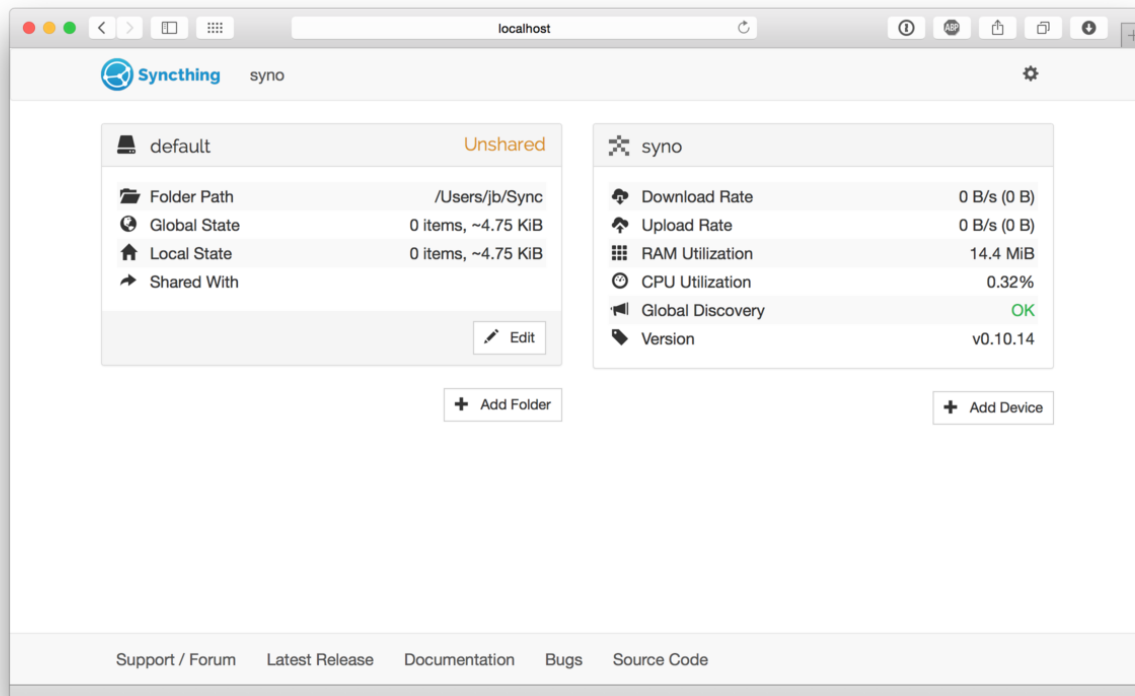 localhost
ABP
Syncthing syno
default Unshared
Folder Path /Users/jb/Sync
Global State 0 items, ~4.75 KiB
Local State 0 items, ~4.75 KiB
Shared With
Edit
Add Folder
syno
Download Rate 0 B/s (0 B)
Upload Rate 0 B/s (0 B)
RAM Utilization 14.4 MiB
CPU Utilization 0.32%
Global Discovery OK
Version v0.10.14
Add Device
Support / Forum Latest Release Documentation Bugs Source Code